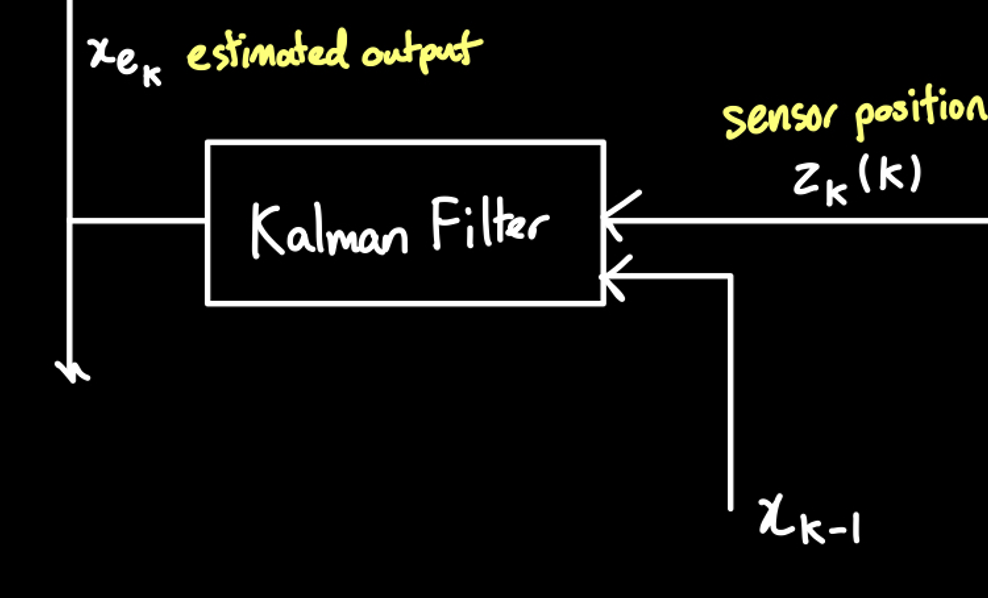 x_{e_k} estimated output
sensor position
z_k(k)
Kalman Filter
x_{k-1}